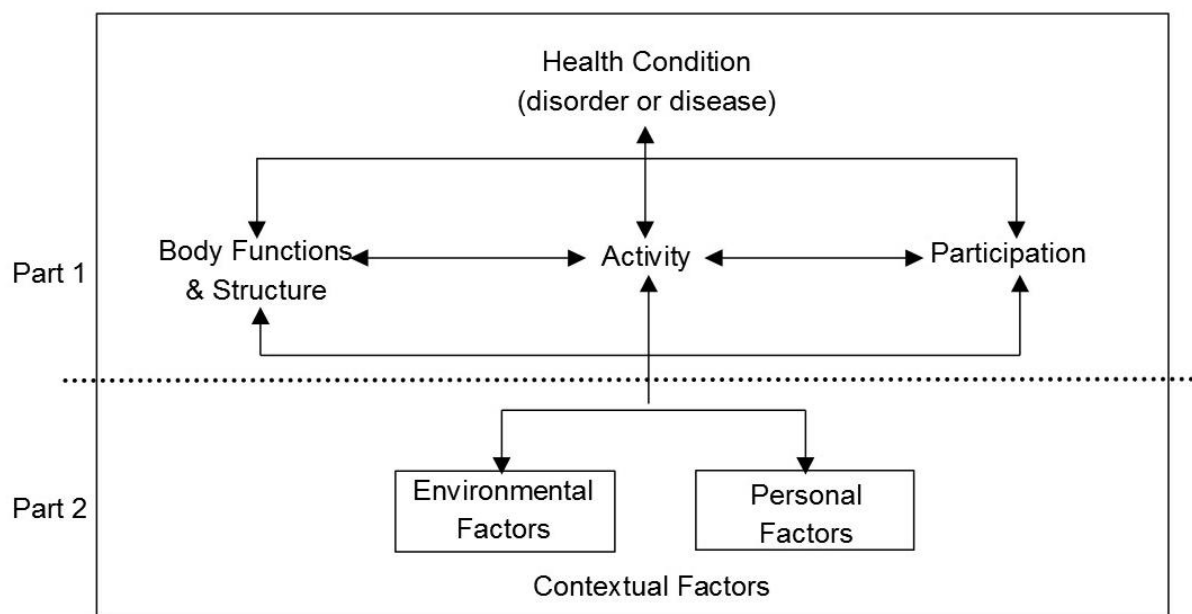 Health Condition
(disorder or disease)
Part 1
Body Functions
& Structure
Activity
Participation
Part 2
Environmental
Factors
Personal
Factors
Contextual Factors